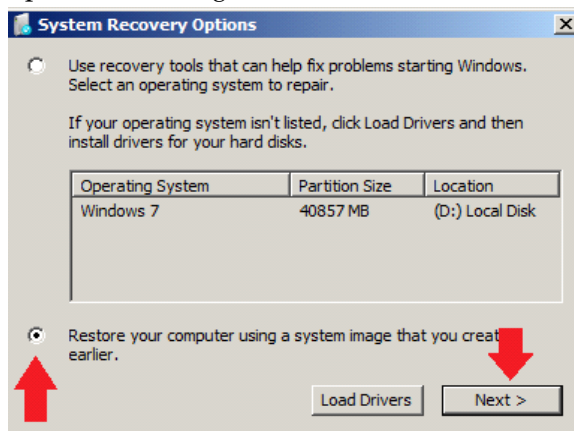 System Recovery Options
Use recovery tools that can help fix problems starting Windows.
Select an operating system to repair.
If your operating system isn't listed, click Load Drivers and then
install drivers for your hard disks.
Operating System Partition Size Location
Windows 7 40857 MB (D:) Local Disk
Restore your computer using a system image that you
earlier.
Load Drivers Next >